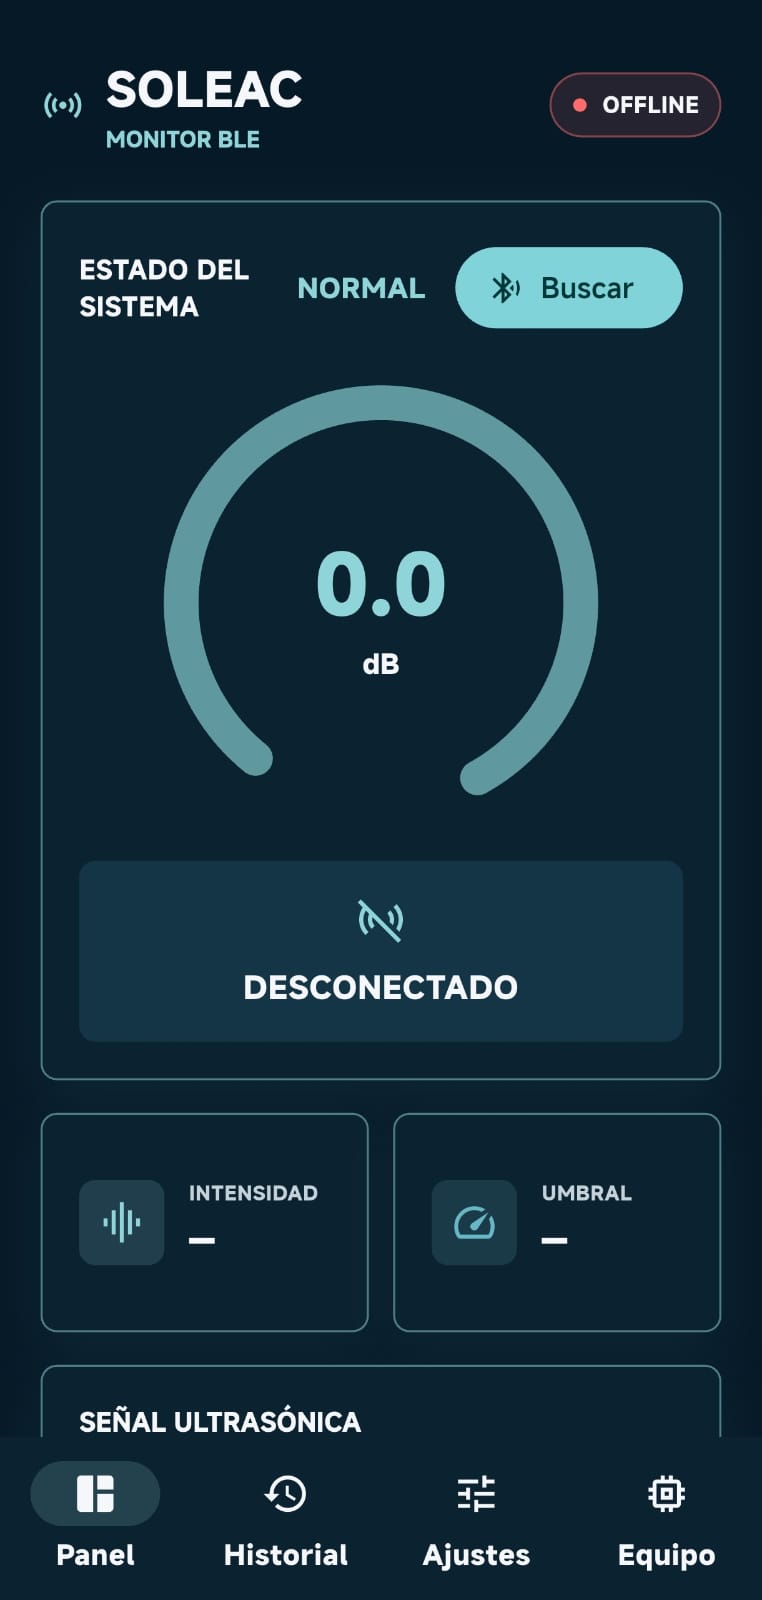 SOLEAC
MONITOR BLE
OFFLINE
ESTADO DEL
SISTEMA
NORMAL
Buscar
0.0
dB
DESCONECTADO
INTENSIDAD
—
UMBRAL
—
SEÑAL ULTRASÓNICA
Panel
Historial
Ajustes
Equipo